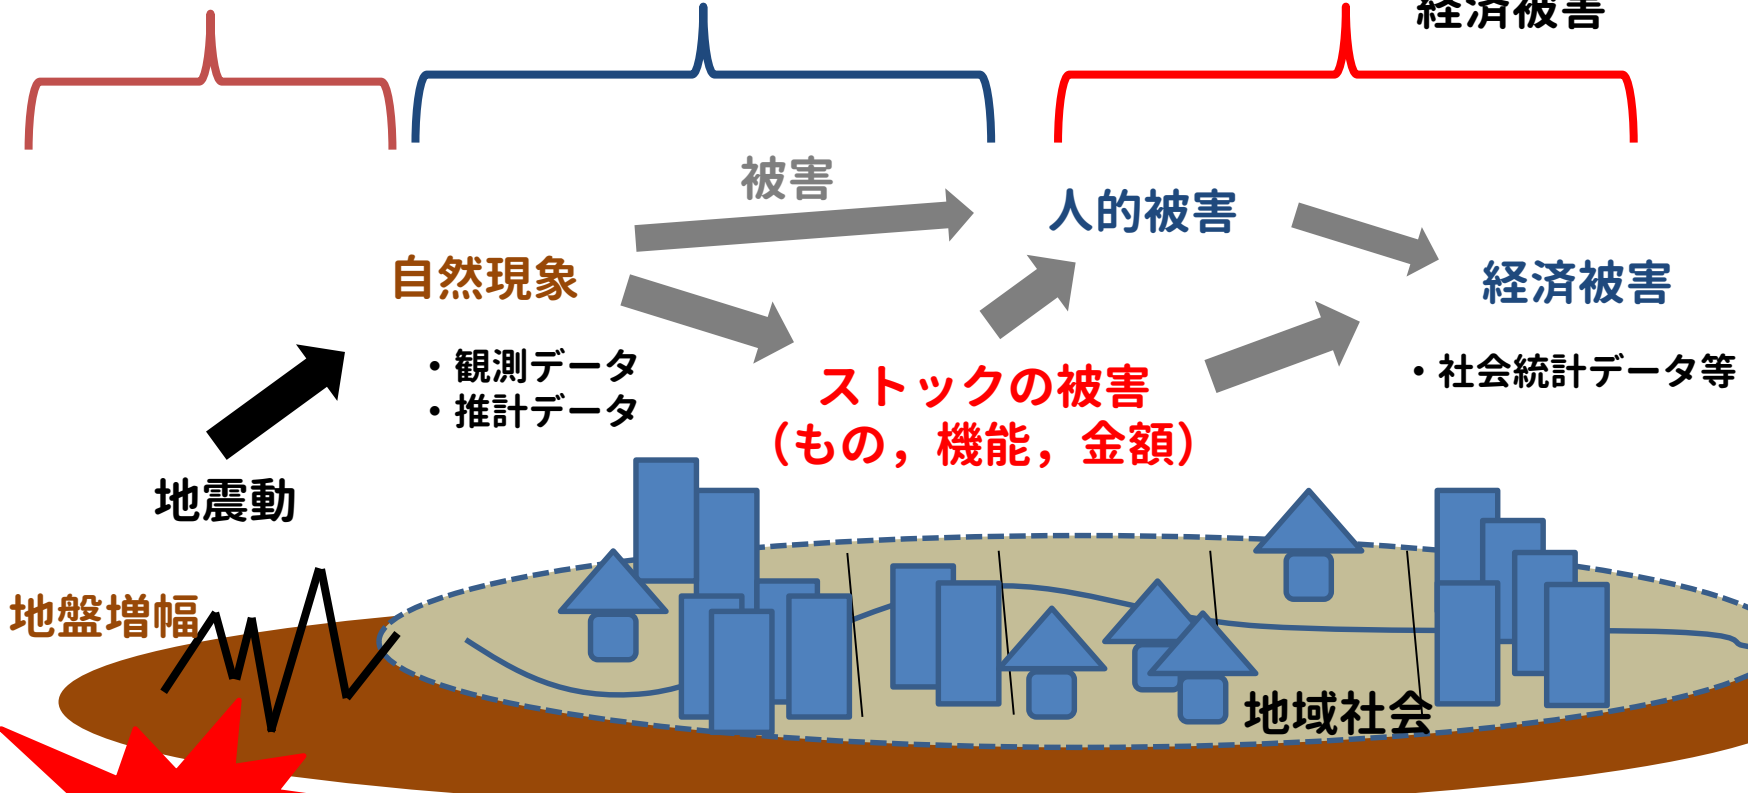 経済被害
被害
人的被害
自然現象
経済被害
・観測データ
・推計データ
ストックの被害
（もの，機能，金額）
・社会統計データ等
地震動
地盤増幅
地域社会